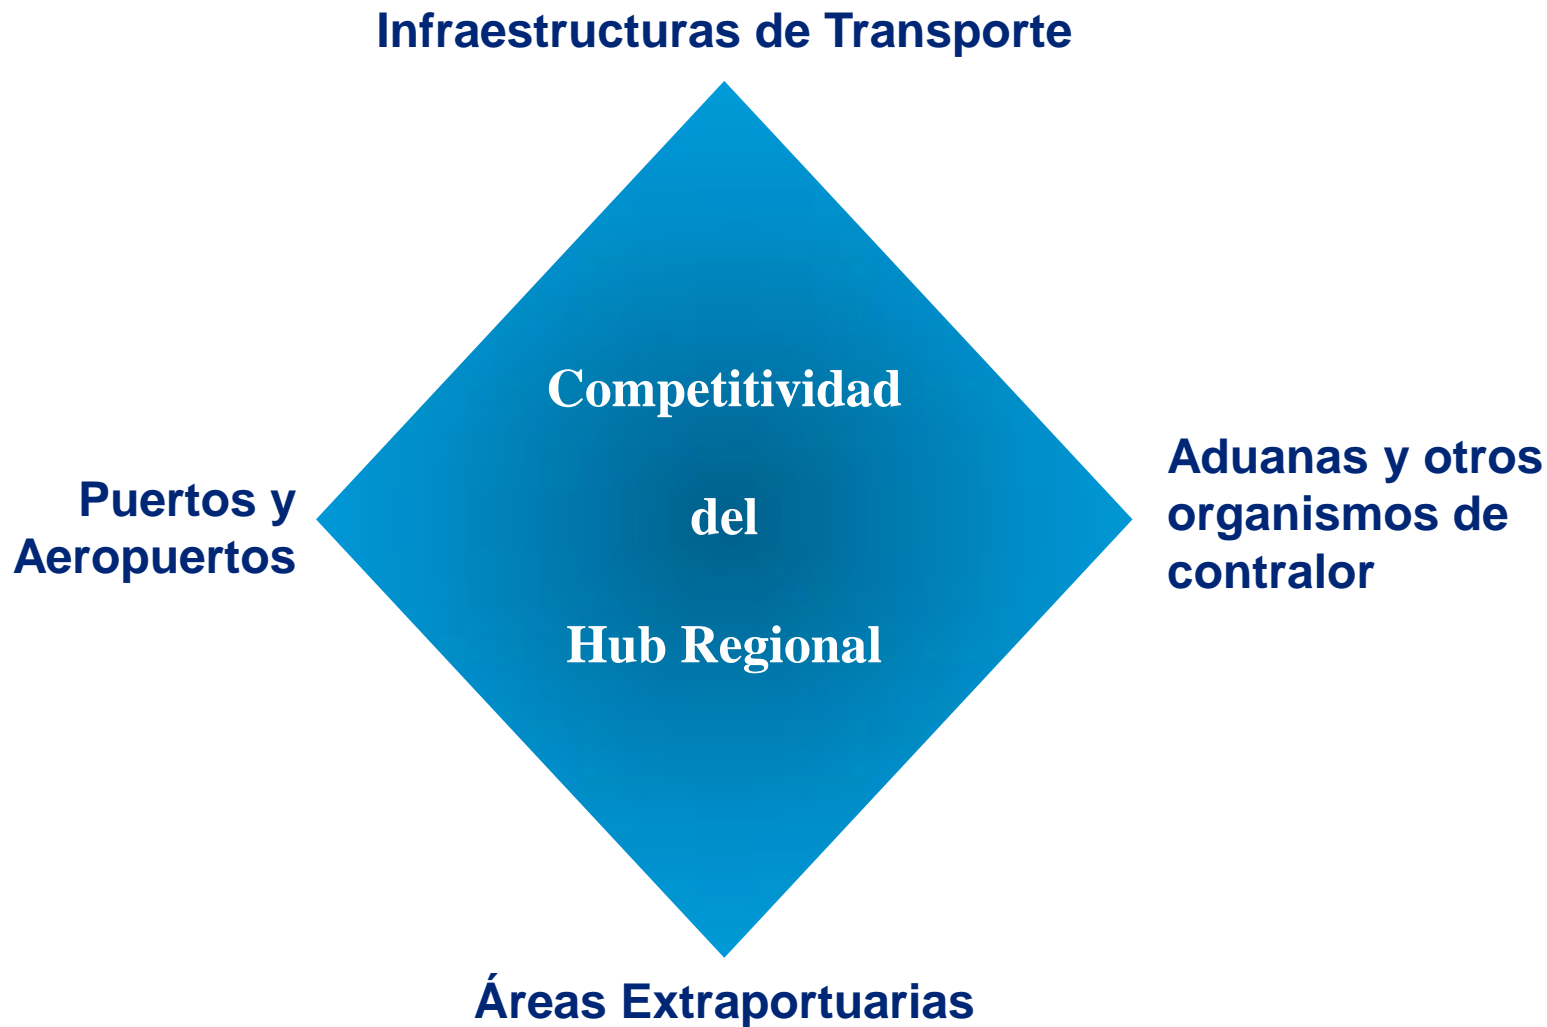 Infraestructuras de Transporte
Competitividad
del
Hub Regional
Puertos y
Aeropuertos
Aduanas y otros
organismos de
contralor
Áreas Extraportuarias